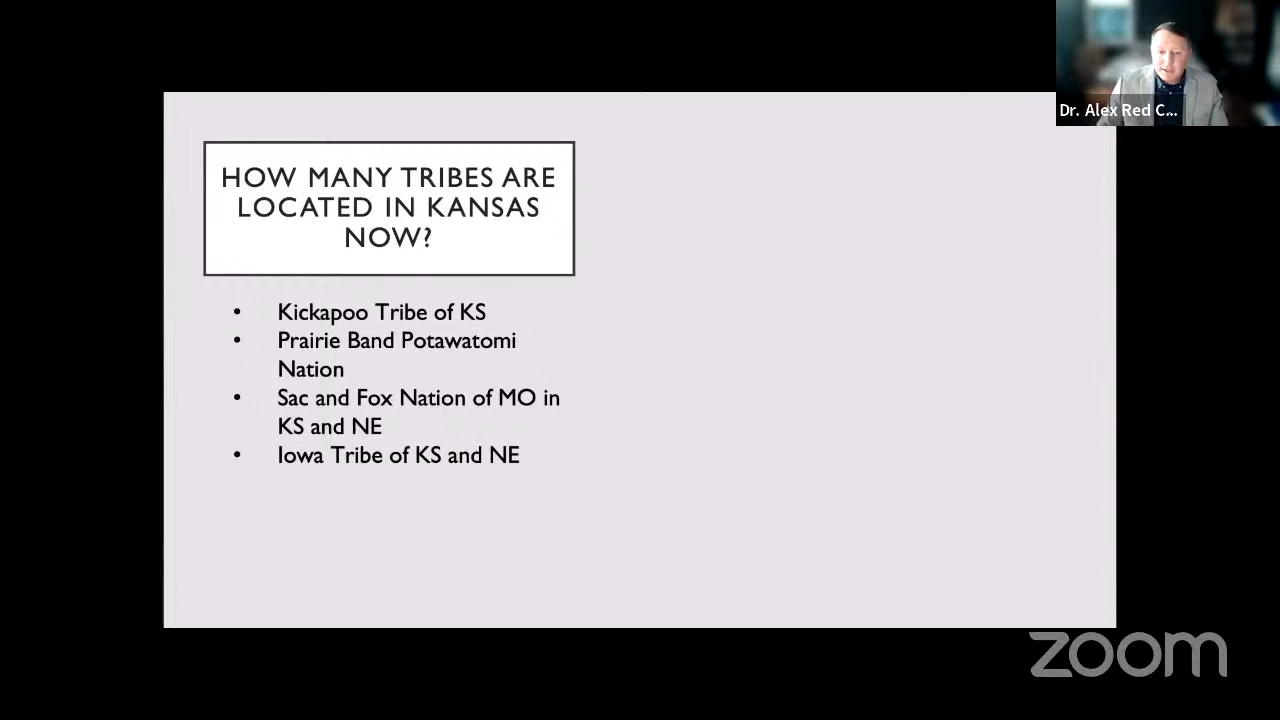 Dr. Alex Red C...
HOW MANY TRIBES ARE
LOCATED IN KANSAS
NOW?
• Kickapoo Tribe of KS
• Prairie Band Potawatomi
Nation
• Sac and Fox Nation of MO in
KS and NE
• Iowa Tribe of KS and NE
zoom